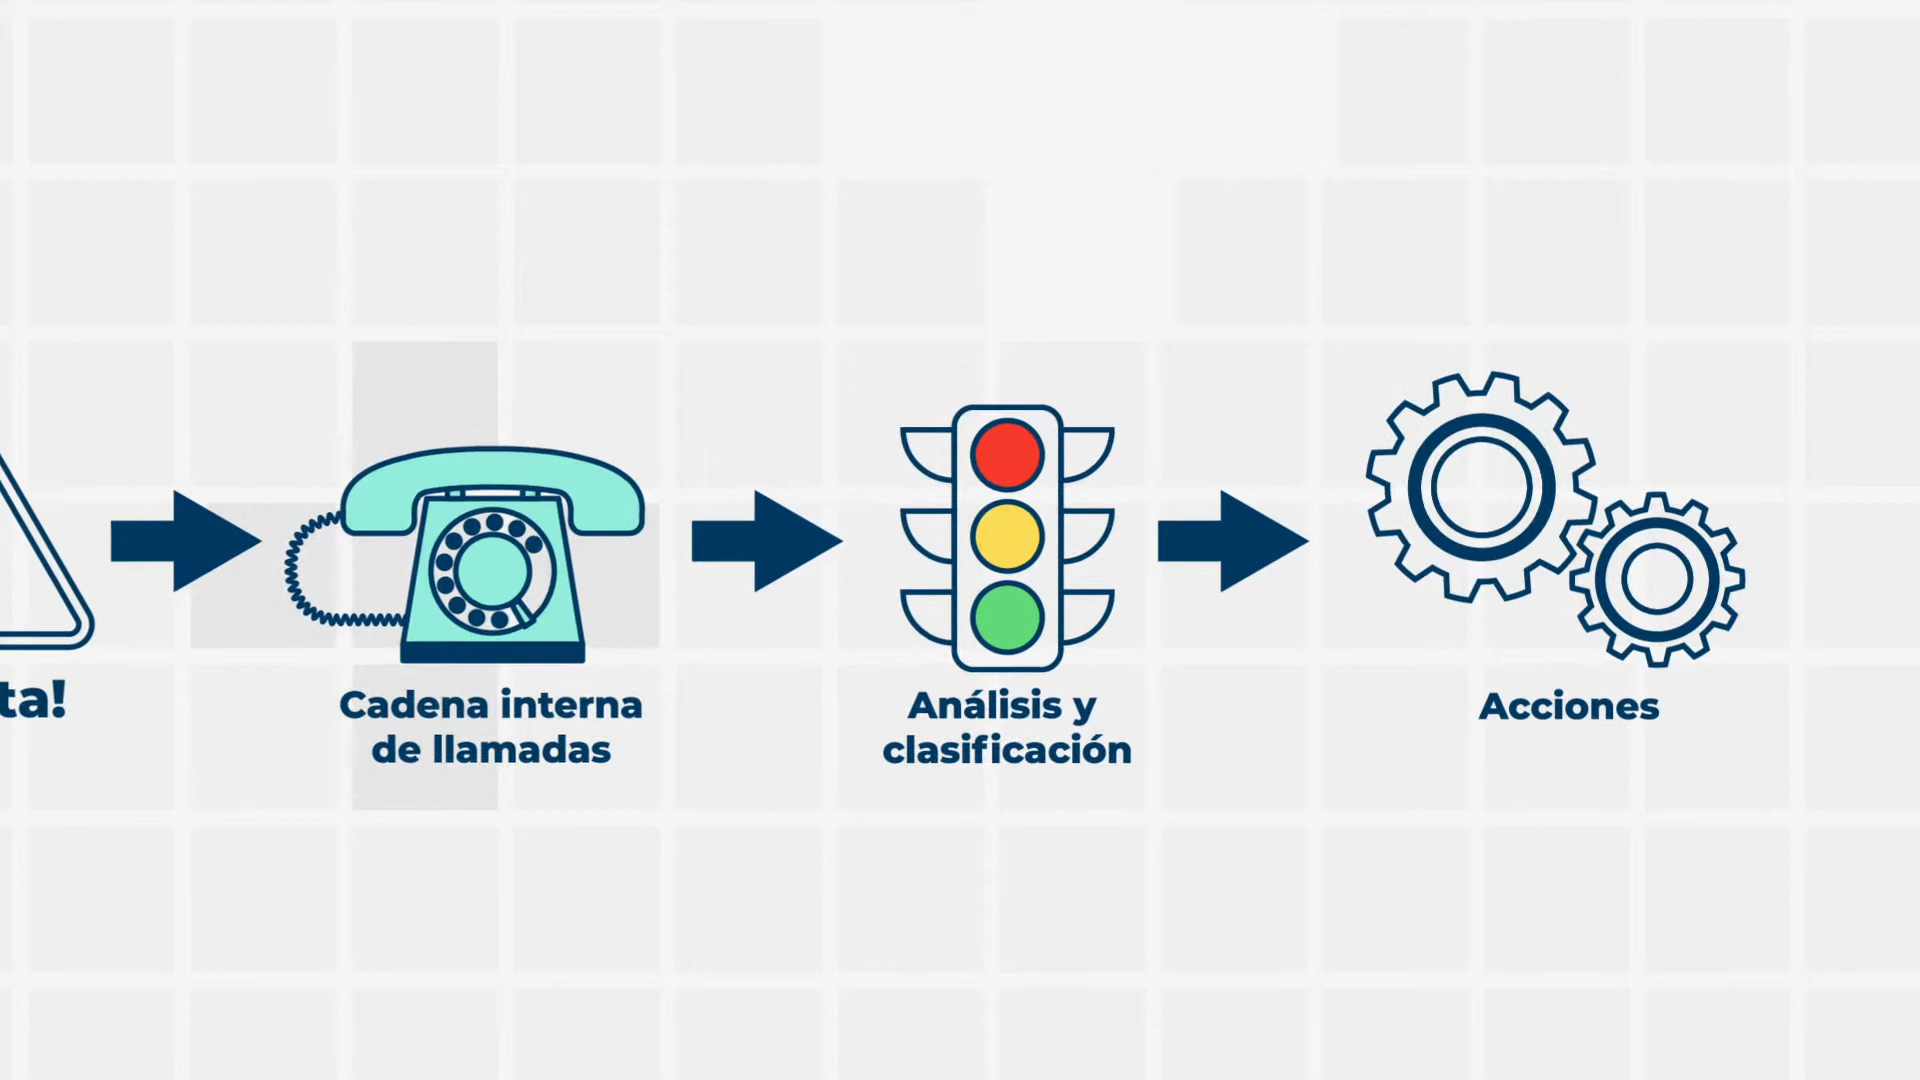 ta!
Cadena interna
de llamadas
Análisis y
clasificación
Acciones